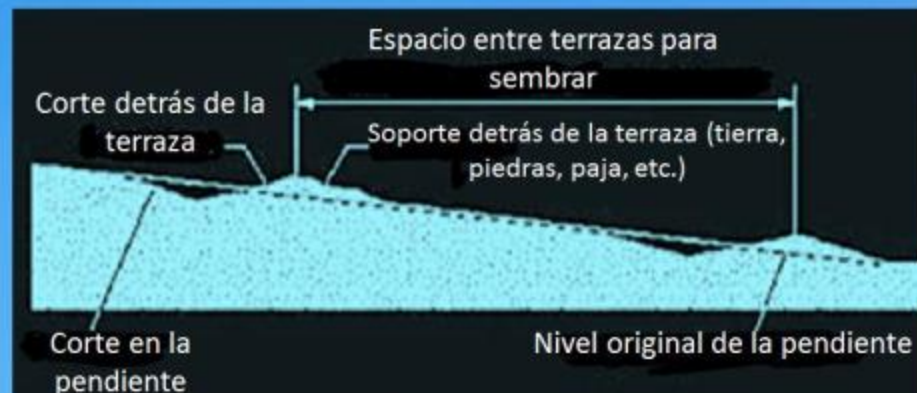 Espacio entre terrazas para
sembrar
Corte detrás de la
terraza
Soporte detrás de la terraza (tierra,
piedras, paja, etc.)
Corte en la
pendiente
Nivel original de la pendiente